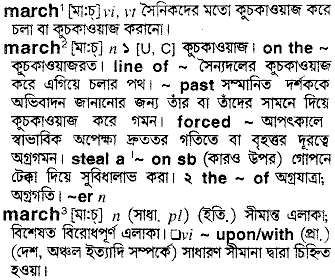 march¹ [মা:চ্] vi, vt সৈনিকদের মতো কুচকাওয়াজ করে
চলা বা কুচকাওয়াজ করানো।
march² [মা:চ্] n ১ [U, C] কুচকাওয়াজ। on the ~
কুচকাওয়াজরত। line of ~ সৈন্যদলের কুচকাওয়াজ
করে এগিয়ে চলার পথ। ~ past সম্মানিত দর্শককে
অভিবাদন জানানোর জন্য তাঁর বা তাঁদের সামনে দিয়ে
কুচকাওয়াজ করে গমন। forced ~ আপৎকালে
স্বাভাবিক অপেক্ষা দ্রুততর গতিতে বা বৃহত্তর দূরত্বে
অগ্রগমন। steal a ~ on sb (কারও উপর) গোপনে
টেক্কা দিয়ে সুবিধালাভ করা। ২ the ~ of অগ্রযাত্রা;
অগ্রগতি। ~er n
march³ [মা:চ্] n (সাধা. pl) (ইতি.) সীমান্ত এলাকা;
বিশেষত বিরোধপূর্ণ এলাকা। □vi ~ upon/with (প্রা.)
(দেশ, অঞ্চল ইত্যাদি সম্পর্কে) সাধারণ সীমানা দ্বারা চিহ্নিত
হওয়া।